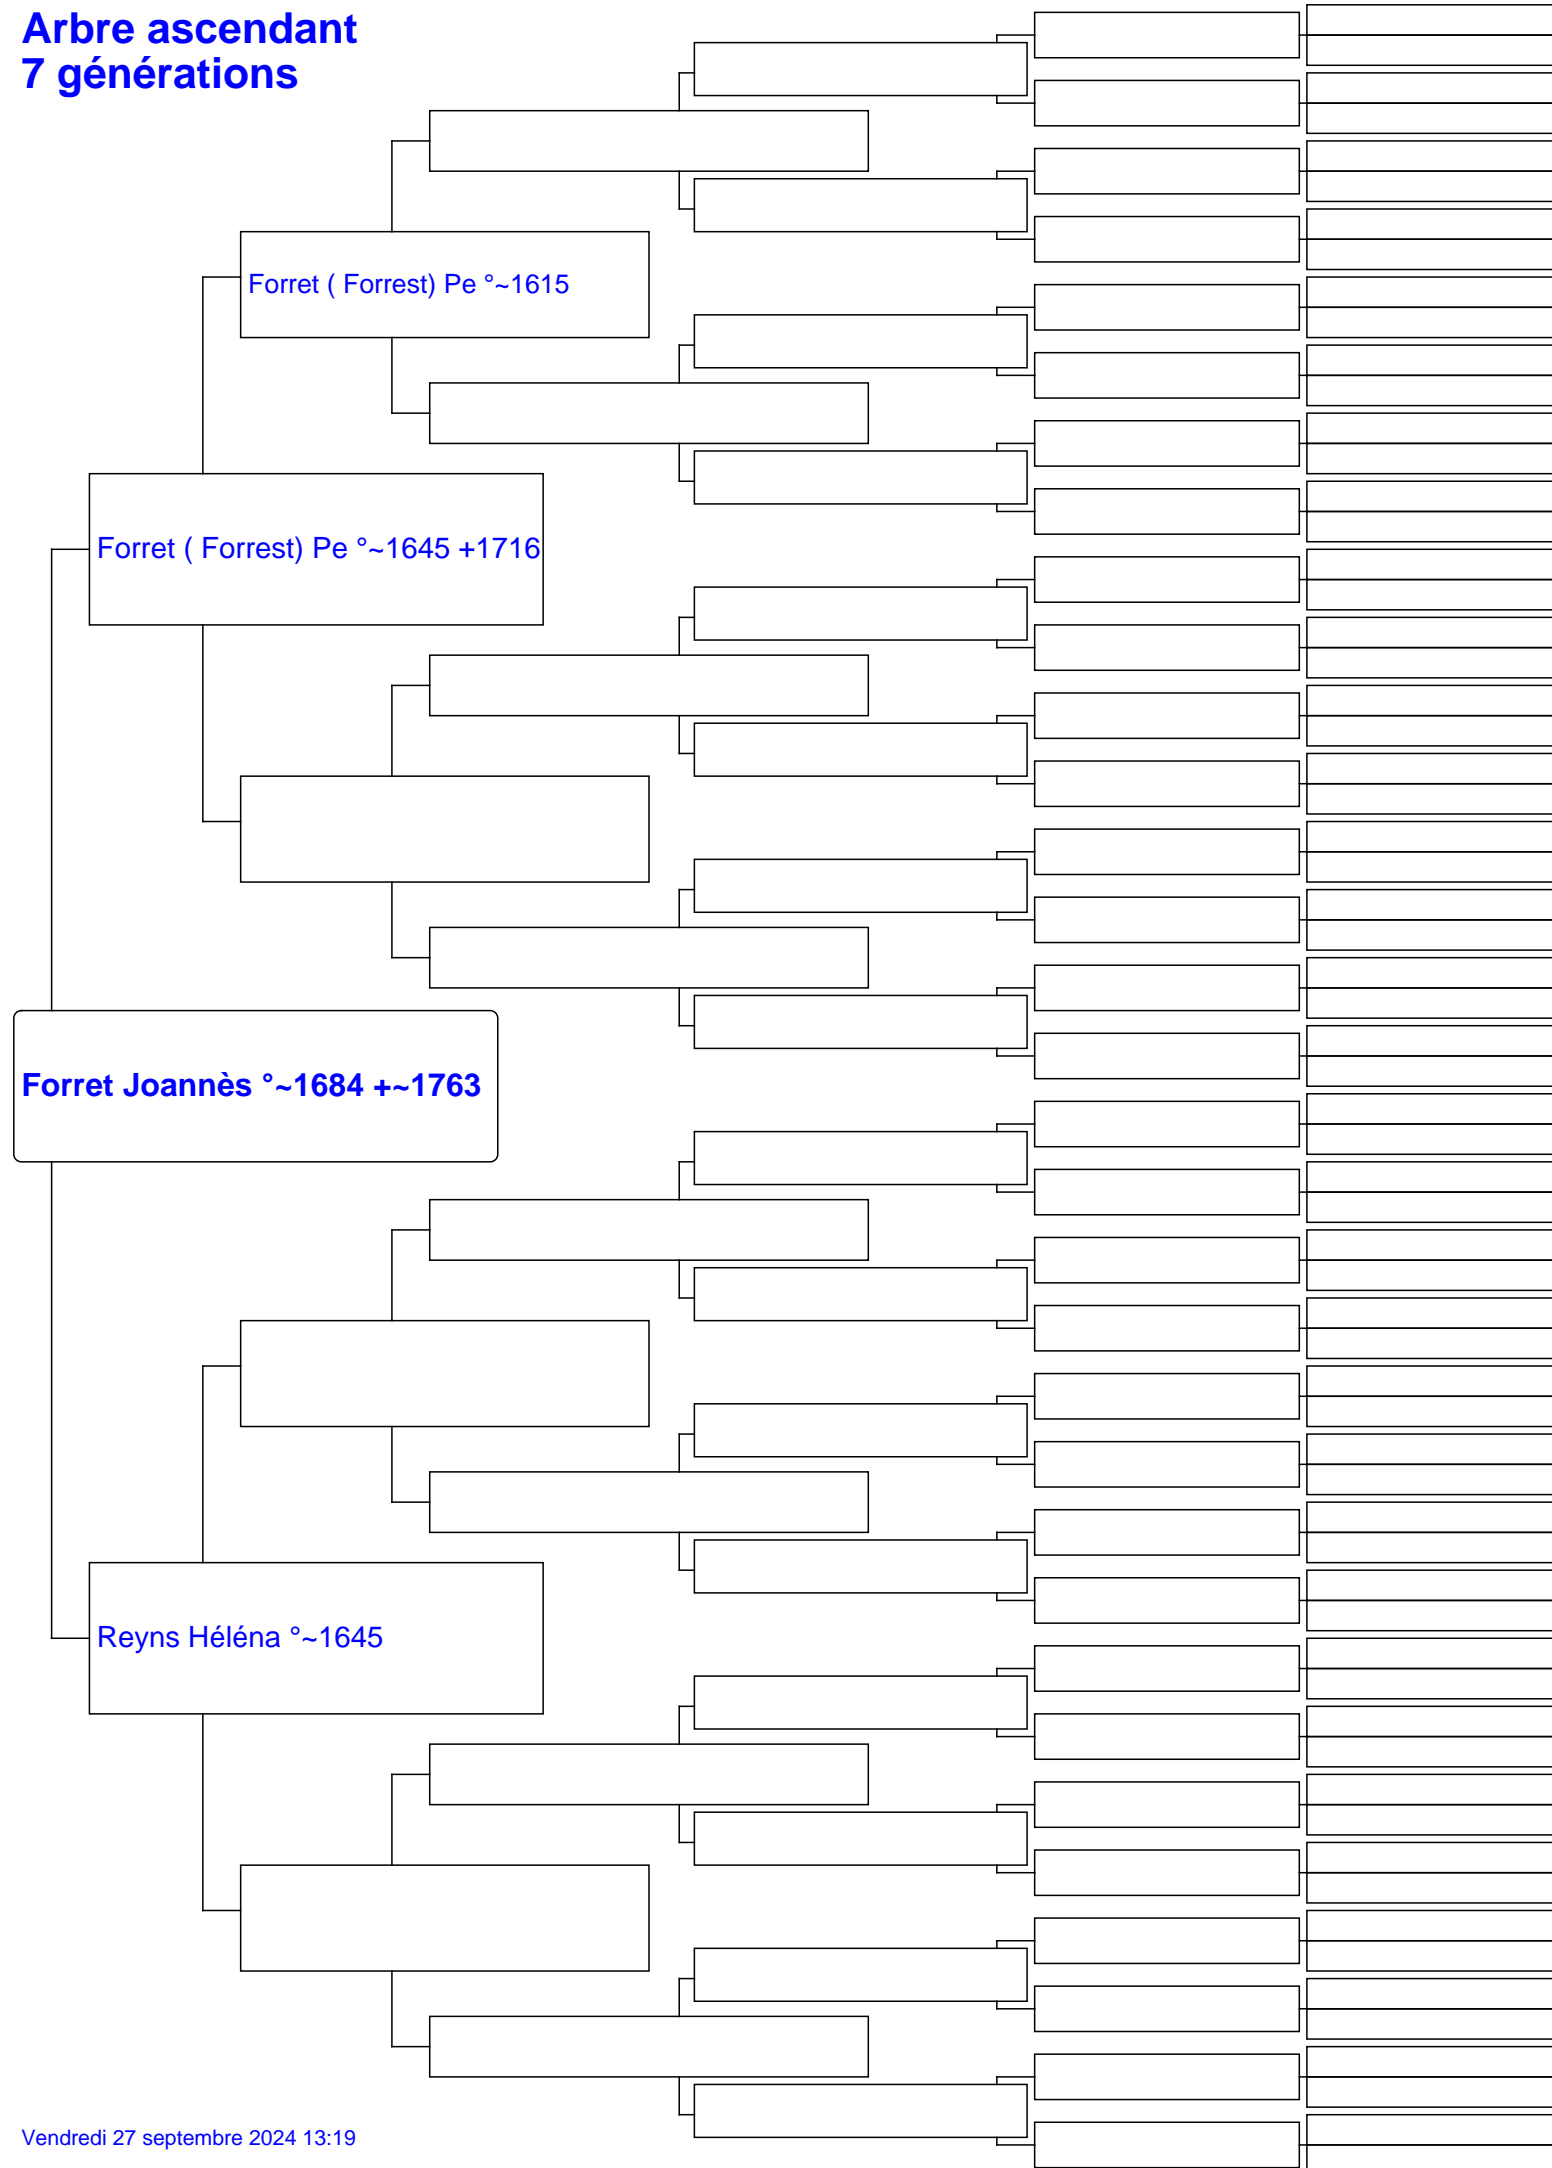 Arbre ascendant
7 générations
Forret ( Forrest) Pe °~1615
Forret ( Forrest) Pe °~1645 +1716
Forret Joannès °~1684 +~1763
Reyns Héléna °~1645
Vendredi 27 septembre 2024 13:19